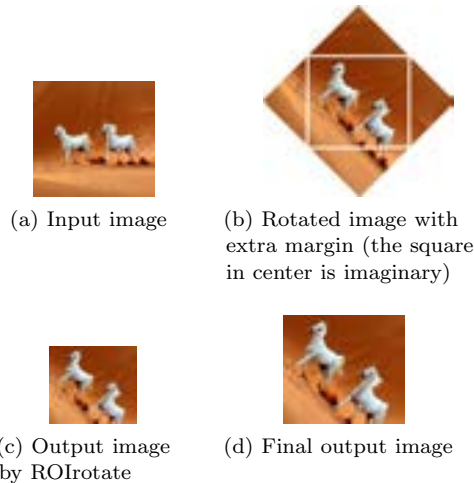 (a) Input image
(b) Rotated image with
extra margin (the square
in center is imaginary)
(c) Output image
by ROIrotate
(d) Final output image